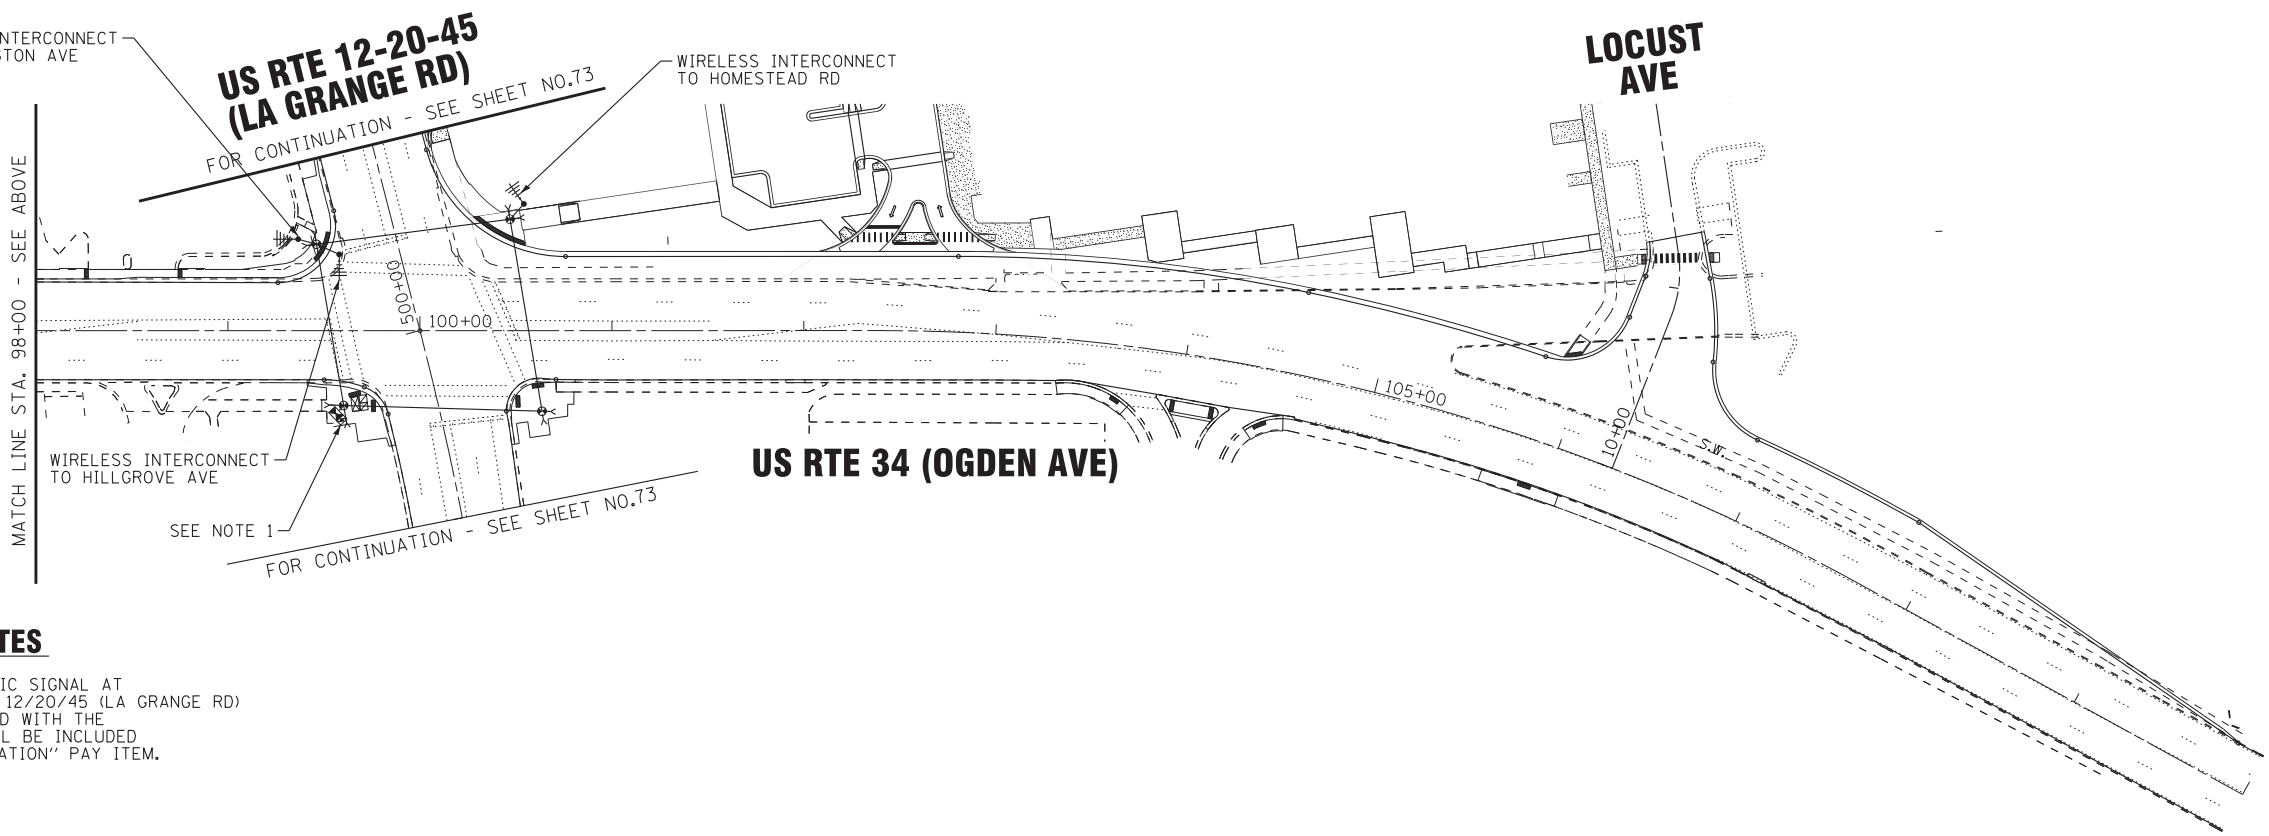 INTERCONNECT
STON AVE
US RTE 12-20-45
(LA GRANGE RD)
FOR CONTINUATION - SEE SHEET NO.73
WIRELESS INTERCONNECT
TO HOMESTEAD RD
LOCUST
AVE
MATCH LINE STA. 98+00 - SEE ABOVE
500+00
100+00
105+00
10+00
S.W.
WIRELESS INTERCONNECT
TO HILLGROVE AVE
US RTE 34 (OGDEN AVE)
SEE NOTE 1
FOR CONTINUATION - SEE SHEET NO.73
TES
IC SIGNAL AT
12/20/45 (LA GRANGE RD)
D WITH THE
L BE INCLUDED
ATION" PAY ITEM.